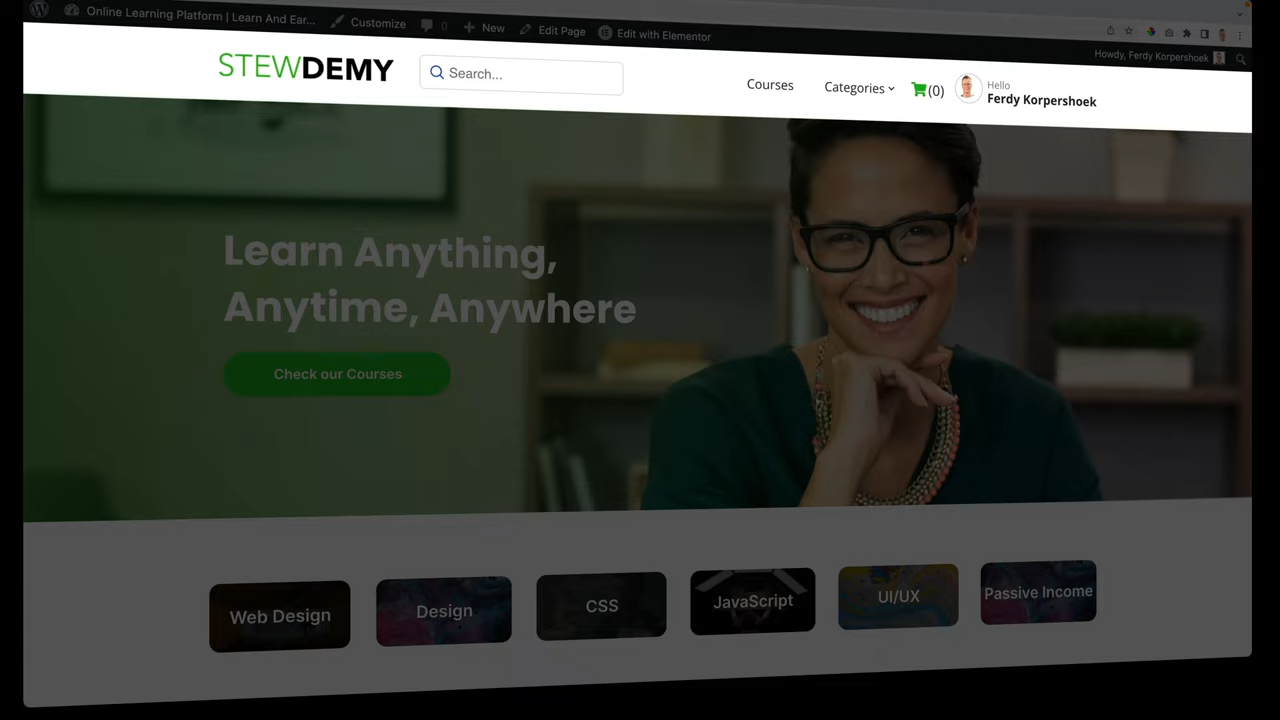 Online Learning Platform | Learn And Ear... Customize 0 New Edit Page Edit with Elementor
Howdy, Ferdy Korpershoek
STEWDEMY Search... Courses Categories (0) Hello
Ferdy Korpershoek
Learn Anything,
Anytime, Anywhere
Check our Courses
Web Design Design CSS JavaScript UI/UX Passive Income